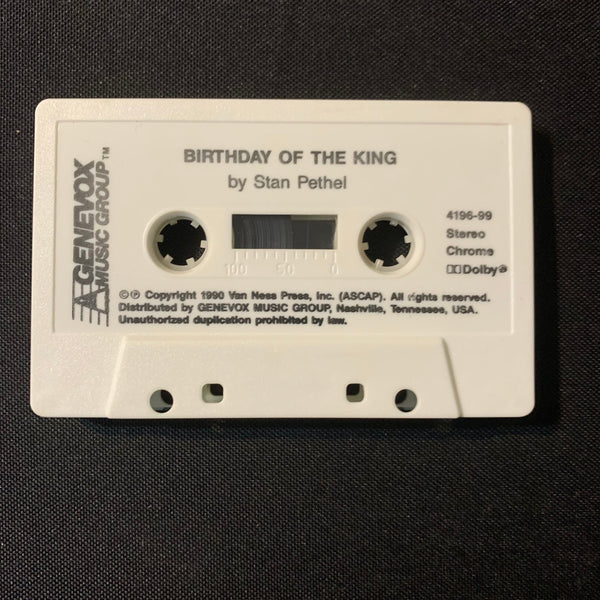 GENEVOX
MUSIC GROUP™
BIRTHDAY OF THE KING
by Stan Pethel
4196-99
Stereo
Chrome
Dolby®
100 50 0
©℗ Copyright 1990 Van Ness Press, Inc. (ASCAP). All rights reserved.
Distributed by GENEVOX MUSIC GROUP, Nashville, Tennessee, USA.
Unauthorized duplication prohibited by law.